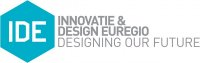 IDE
INNOVATIE &
DESIGN EUREGIO
DESIGNING OUR FUTURE